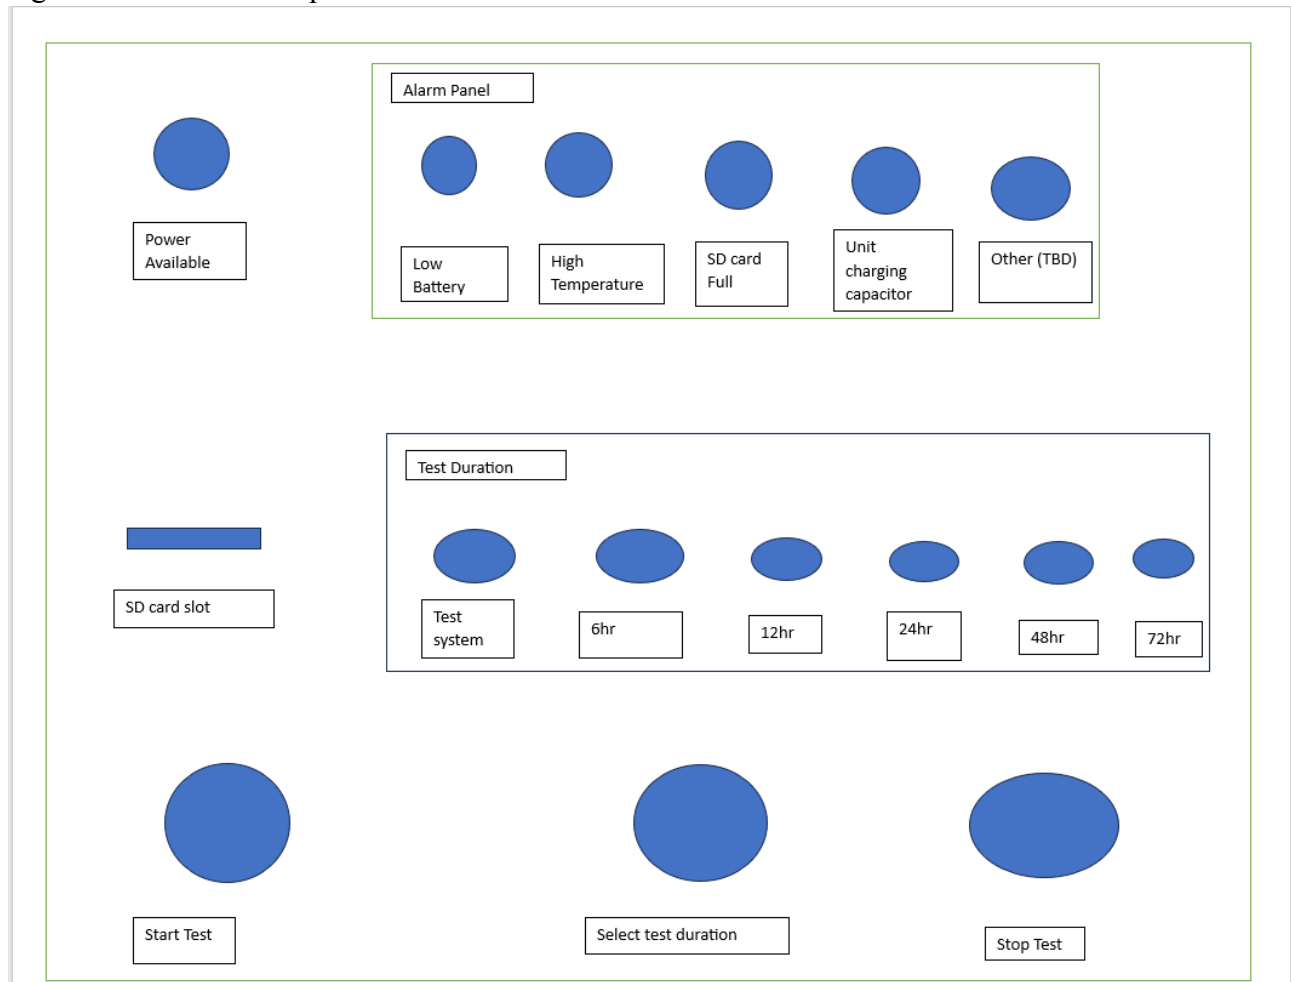 Alarm Panel
Power
Available
Low
Battery
High
Temperature
SD card
Full
Unit
charging
capacitor
Other (TBD)
Test Duration
SD card slot
Test
system
6hr
12hr
24hr
48hr
72hr
Start Test
Select test duration
Stop Test